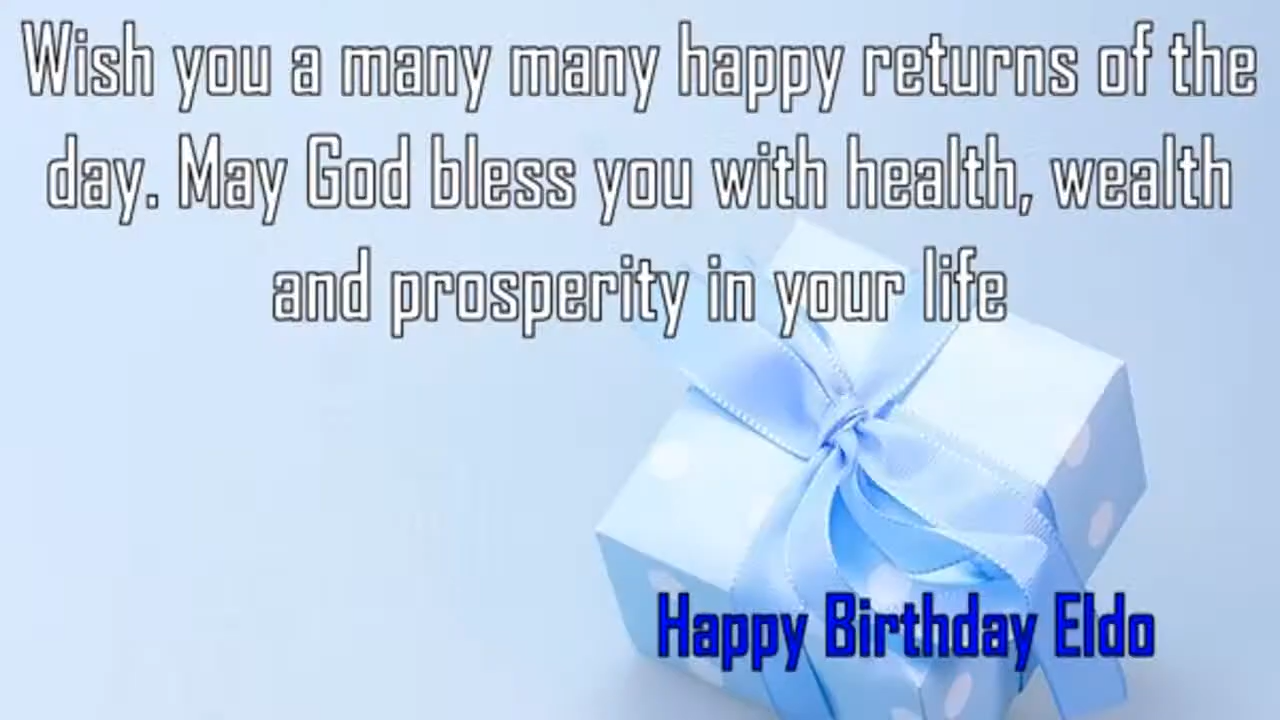 Wish you a many many happy returns of the
day. May God bless you with health, wealth
and prosperity in your life
Happy Birthday Eldo